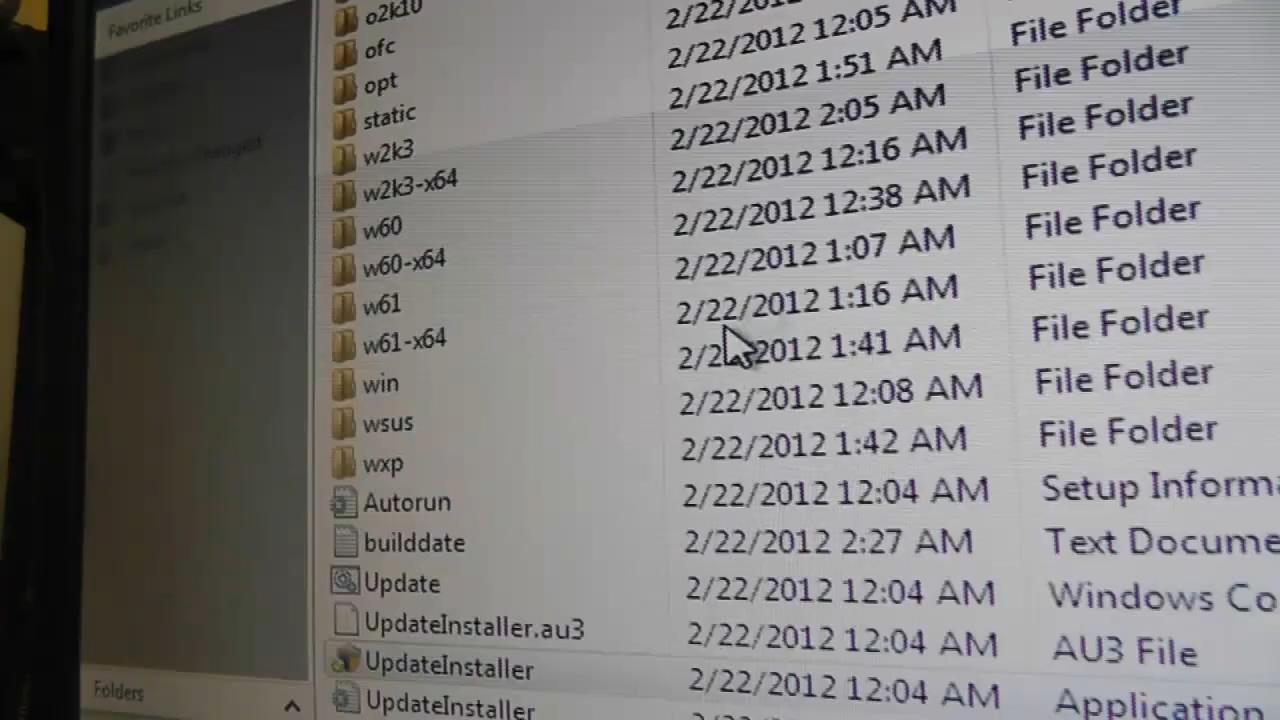 Favorite Links
o2k10
ofc
opt 2/22/201
static 2/22/2012 12:05 AM
w2k3 2/22/2012 1:51 AM File Folder
w2k3-x64 2/22/2012 2:05 AM File Folder
w60 2/22/2012 12:16 AM File Folder
w60-x64 2/22/2012 12:38 AM File Folder
w61 2/22/2012 1:07 AM File Folder
w61-x64 2/22/2012 1:16 AM File Folder
win 2/2 2012 1:41 AM File Folder
wsus 2/22/2012 12:08 AM File Folder
wxp 2/22/2012 1:42 AM File Folder
Autorun 2/22/2012 12:04 AM Setup Informa
builddate 2/22/2012 2:27 AM Text Docume
Update 2/22/2012 12:04 AM Windows Co
UpdateInstaller.au3 2/22/2012 12:04 AM AU3 File
UpdateInstaller 2/22/2012 12:04 AM Application
UpdateInstaller
Folders